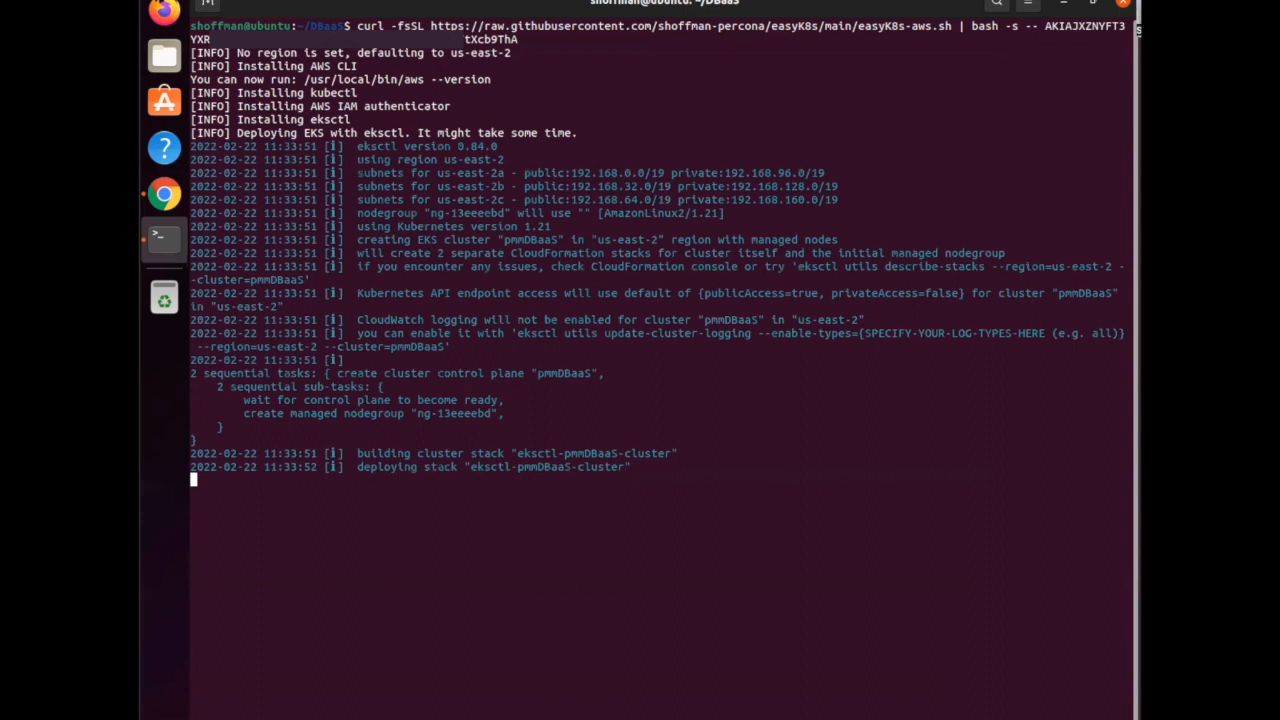 shoffman@ubuntu: ~/DBaaS
shoffman@ubuntu:~/DBaaS$ curl -fsSL https://raw.githubusercontent.com/shoffman-percona/easyK8s/main/easyK8s-aws.sh | bash -s -- AKIAJXZNYFT3
YXR tXcb9ThA
[INFO] No region is set, defaulting to us-east-2
[INFO] Installing AWS CLI
You can now run: /usr/local/bin/aws --version
[INFO] Installing kubectl
[INFO] Installing AWS IAM authenticator
[INFO] Installing eksctl
[INFO] Deploying EKS with eksctl. It might take some time.
2022-02-22 11:33:51 [ℹ]  eksctl version 0.84.0
2022-02-22 11:33:51 [ℹ]  using region us-east-2
2022-02-22 11:33:51 [ℹ]  subnets for us-east-2a - public:192.168.0.0/19 private:192.168.96.0/19
2022-02-22 11:33:51 [ℹ]  subnets for us-east-2b - public:192.168.32.0/19 private:192.168.128.0/19
2022-02-22 11:33:51 [ℹ]  subnets for us-east-2c - public:192.168.64.0/19 private:192.168.160.0/19
2022-02-22 11:33:51 [ℹ]  nodegroup "ng-13eeeebd" will use "" [AmazonLinux2/1.21]
2022-02-22 11:33:51 [ℹ]  using Kubernetes version 1.21
2022-02-22 11:33:51 [ℹ]  creating EKS cluster "pmmDBaaS" in "us-east-2" region with managed nodes
2022-02-22 11:33:51 [ℹ]  will create 2 separate CloudFormation stacks for cluster itself and the initial managed nodegroup
2022-02-22 11:33:51 [ℹ]  if you encounter any issues, check CloudFormation console or try 'eksctl utils describe-stacks --region=us-east-2 -
-cluster=pmmDBaaS'
2022-02-22 11:33:51 [ℹ]  Kubernetes API endpoint access will use default of {publicAccess=true, privateAccess=false} for cluster "pmmDBaaS"
in "us-east-2"
2022-02-22 11:33:51 [ℹ]  CloudWatch logging will not be enabled for cluster "pmmDBaaS" in "us-east-2"
2022-02-22 11:33:51 [ℹ]  you can enable it with 'eksctl utils update-cluster-logging --enable-types={SPECIFY-YOUR-LOG-TYPES-HERE (e.g. all)}
--region=us-east-2 --cluster=pmmDBaaS'
2022-02-22 11:33:51 [ℹ]
2 sequential tasks: { create cluster control plane "pmmDBaaS",
2 sequential sub-tasks: {
wait for control plane to become ready,
create managed nodegroup "ng-13eeeebd",
}
}
2022-02-22 11:33:51 [ℹ]  building cluster stack "eksctl-pmmDBaaS-cluster"
2022-02-22 11:33:52 [ℹ]  deploying stack "eksctl-pmmDBaaS-cluster"